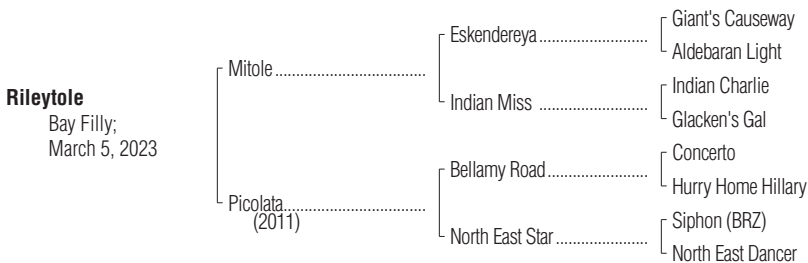 Rileytole
Bay Filly;
March 5, 2023
Mitole
Picolata
(2011)
Eskendereya
Indian Miss
Bellamy Road
North East Star
Giant's Causeway
Aldebaran Light
Indian Charlie
Glacken's Gal
Concerto
Hurry Home Hillary
Siphon (BRZ)
North East Dancer